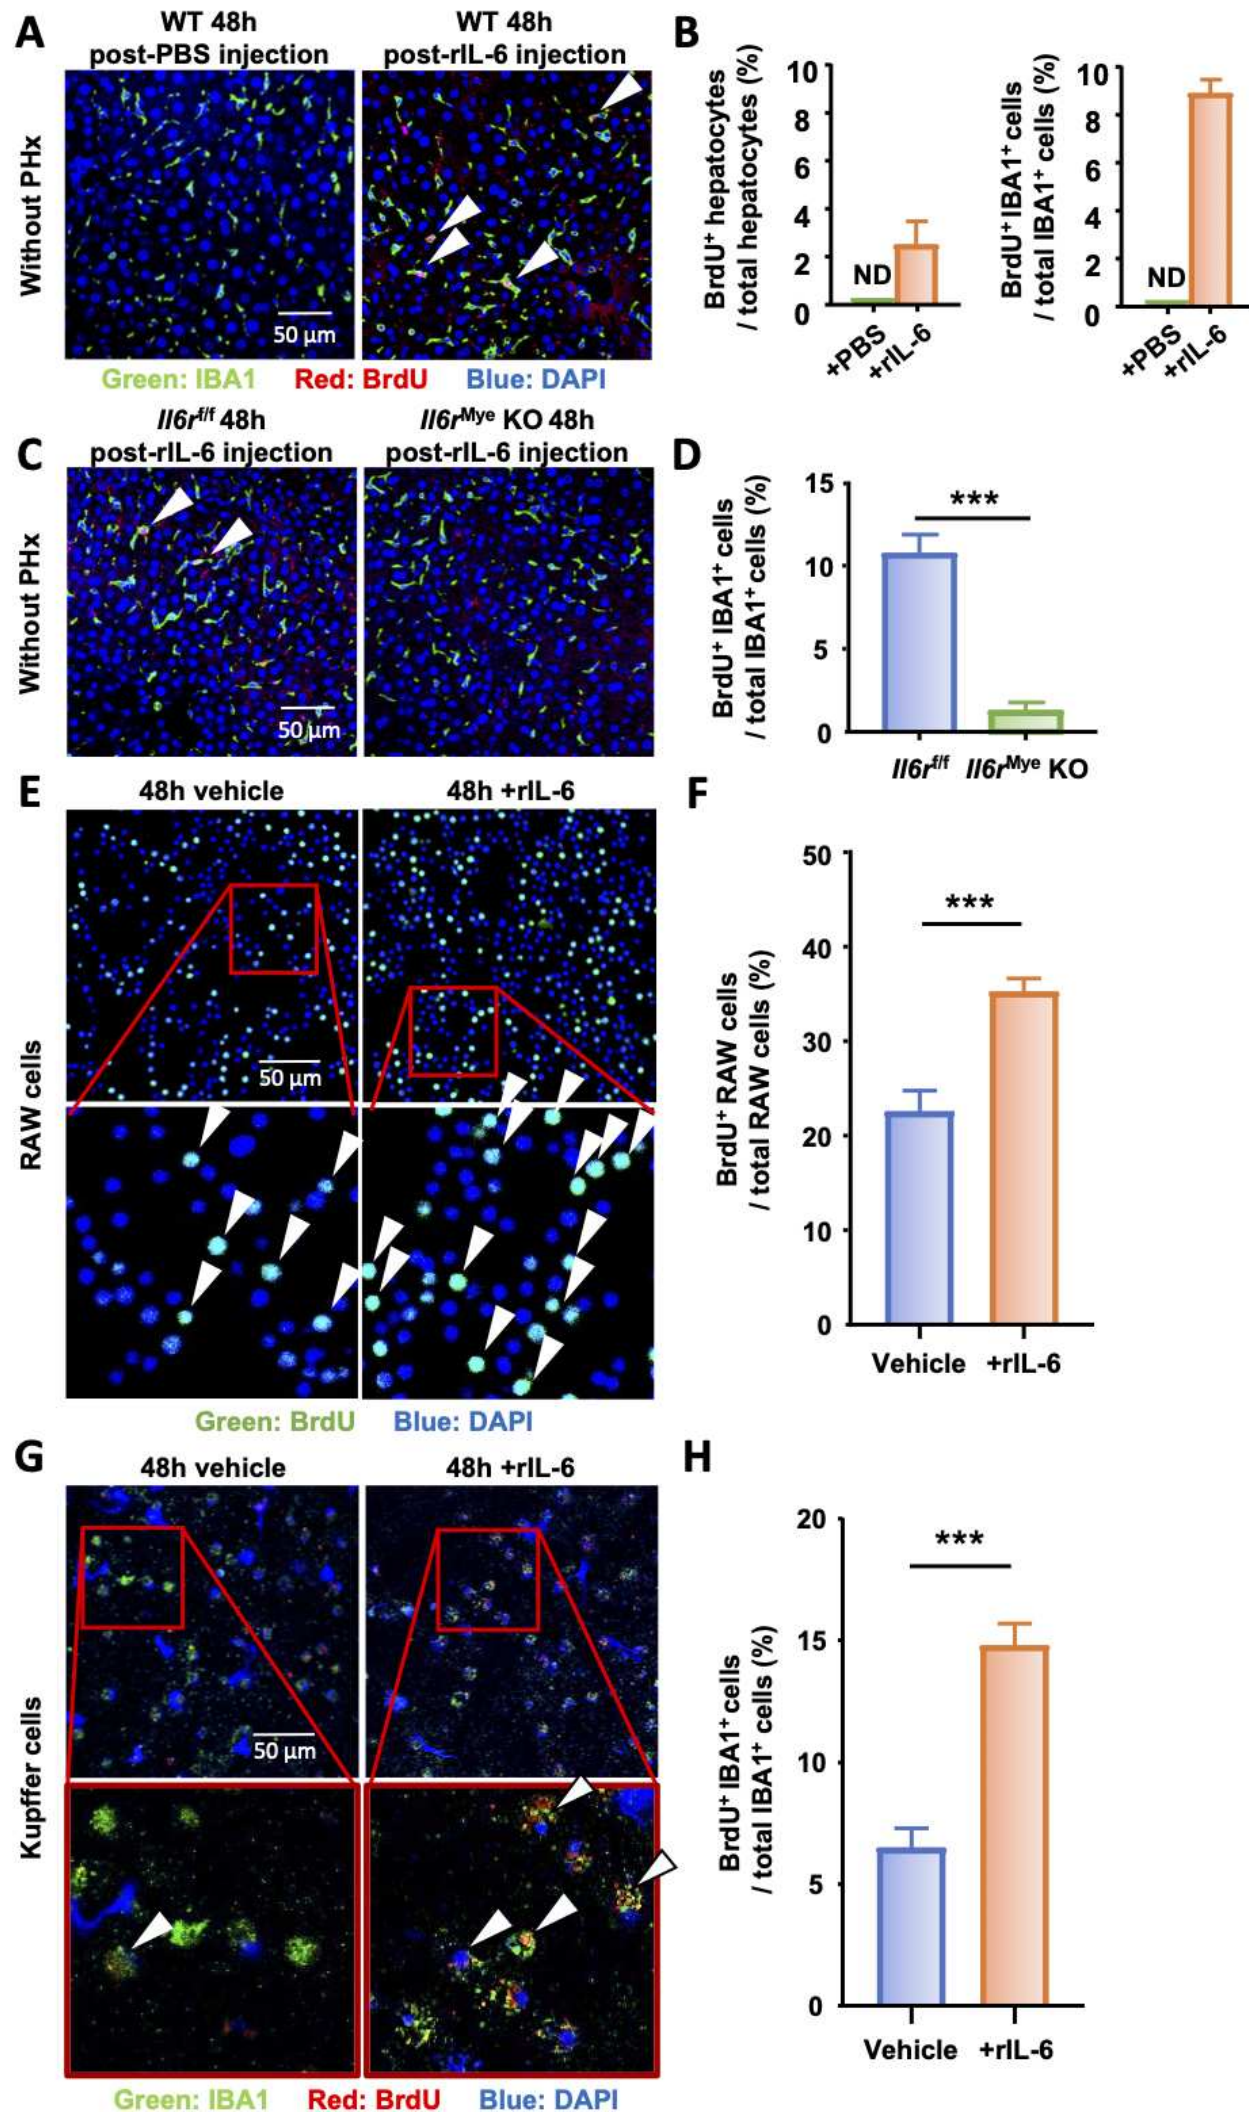 A
WT 48h
post-PBS injection
WT 48h
post-rIL-6 injection
Without PHx
50 µm
Green: IBA1 Red: BrdU Blue: DAPI
B
BrdU⁺ hepatocytes
/ total hepatocytes (%)
10
8
6
4
2
0
ND
+PBS
+rIL-6
BrdU⁺ IBA1⁺ cells
/ total IBA1⁺ cells (%)
10
8
6
4
2
0
ND
+PBS
+rIL-6
C
Il6r^f/f 48h
post-rIL-6 injection
Il6r^Mye KO 48h
post-rIL-6 injection
Without PHx
50 µm
D
BrdU⁺ IBA1⁺ cells
/ total IBA1⁺ cells (%)
15
10
5
0
***
Il6r^f/f
Il6r^Mye KO
E
48h vehicle
48h +rIL-6
RAW cells
50 µm
Green: BrdU Blue: DAPI
F
BrdU⁺ RAW cells
/ total RAW cells (%)
50
40
30
20
10
0
***
Vehicle
+rIL-6
G
48h vehicle
48h +rIL-6
Kupffer cells
50 µm
Green: IBA1 Red: BrdU Blue: DAPI
H
BrdU⁺ IBA1⁺ cells
/ total IBA1⁺ cells (%)
20
15
10
5
0
***
Vehicle
+rIL-6